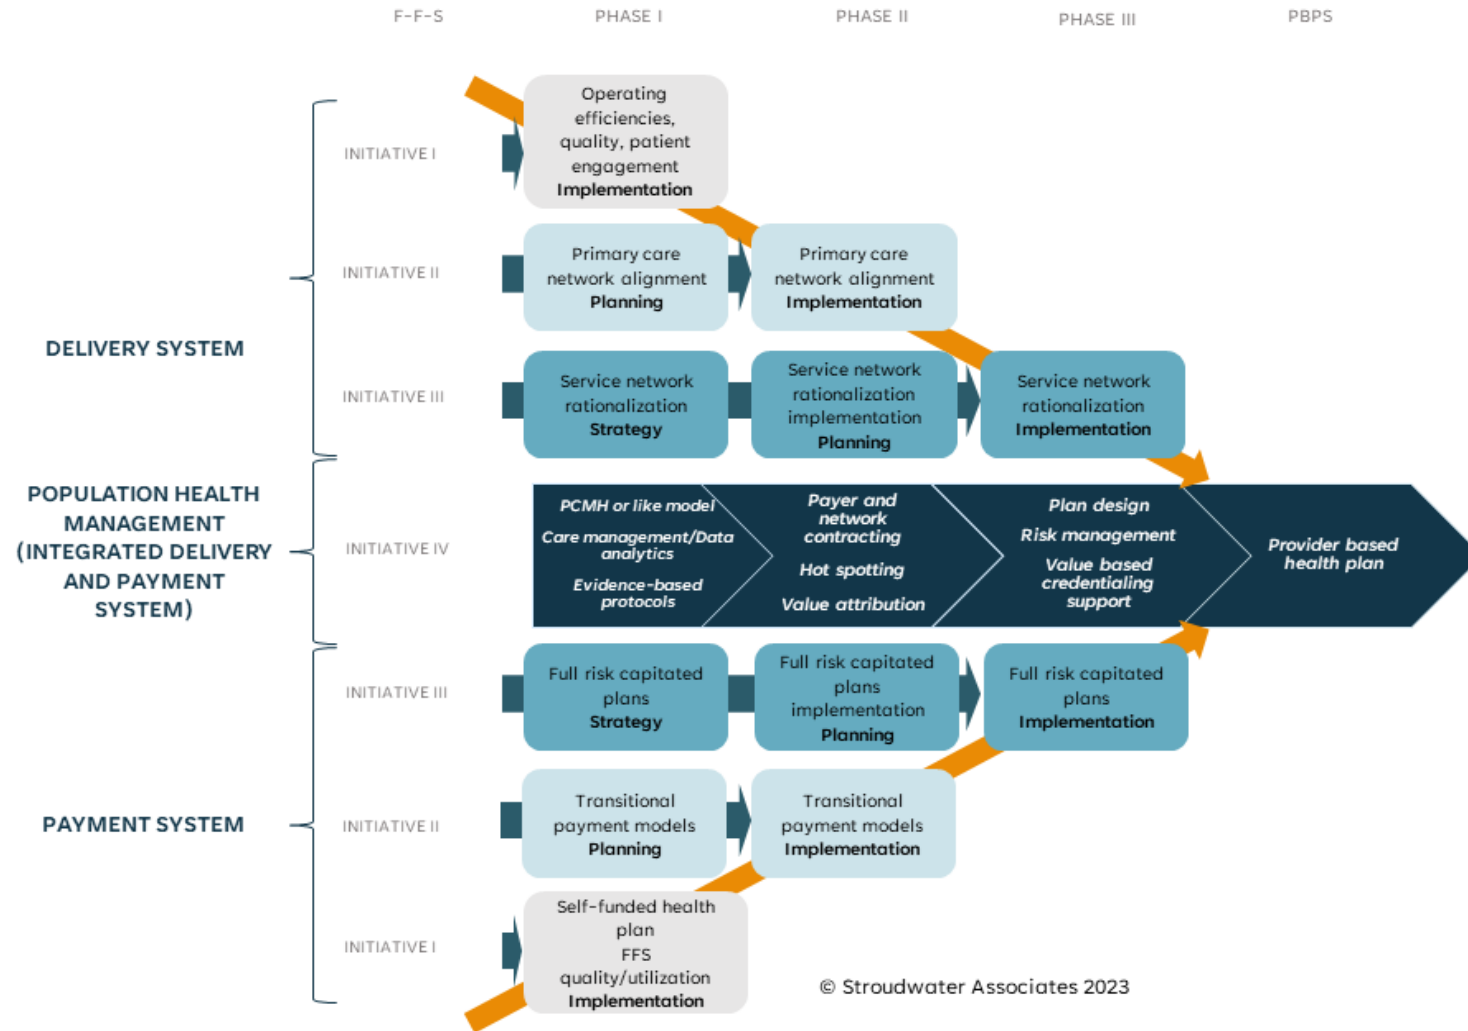 F-F-S
PHASE I
PHASE II
PHASE III
PBPS
DELIVERY SYSTEM
INITIATIVE I
Operating
efficiencies,
quality, patient
engagement
Implementation
INITIATIVE II
Primary care
network alignment
Planning
Primary care
network alignment
Implementation
INITIATIVE III
Service network
rationalization
Strategy
Service network
rationalization
implementation
Planning
Service network
rationalization
Implementation
POPULATION HEALTH
MANAGEMENT
(INTEGRATED DELIVERY
AND PAYMENT
SYSTEM)
INITIATIVE IV
PCMH or like model
Care management/Data
analytics
Evidence-based
protocols
Payer and
network
contracting
Hot spotting
Value attribution
Plan design
Risk management
Value based
credentialing
support
Provider based
health plan
PAYMENT SYSTEM
INITIATIVE III
Full risk capitated
plans
Strategy
Full risk capitated
plans
implementation
Planning
Full risk capitated
plans
Implementation
INITIATIVE II
Transitional
payment models
Planning
Transitional
payment models
Implementation
INITIATIVE I
Self-funded health
plan
FFS
quality/utilization
Implementation
© Stroudwater Associates 2023